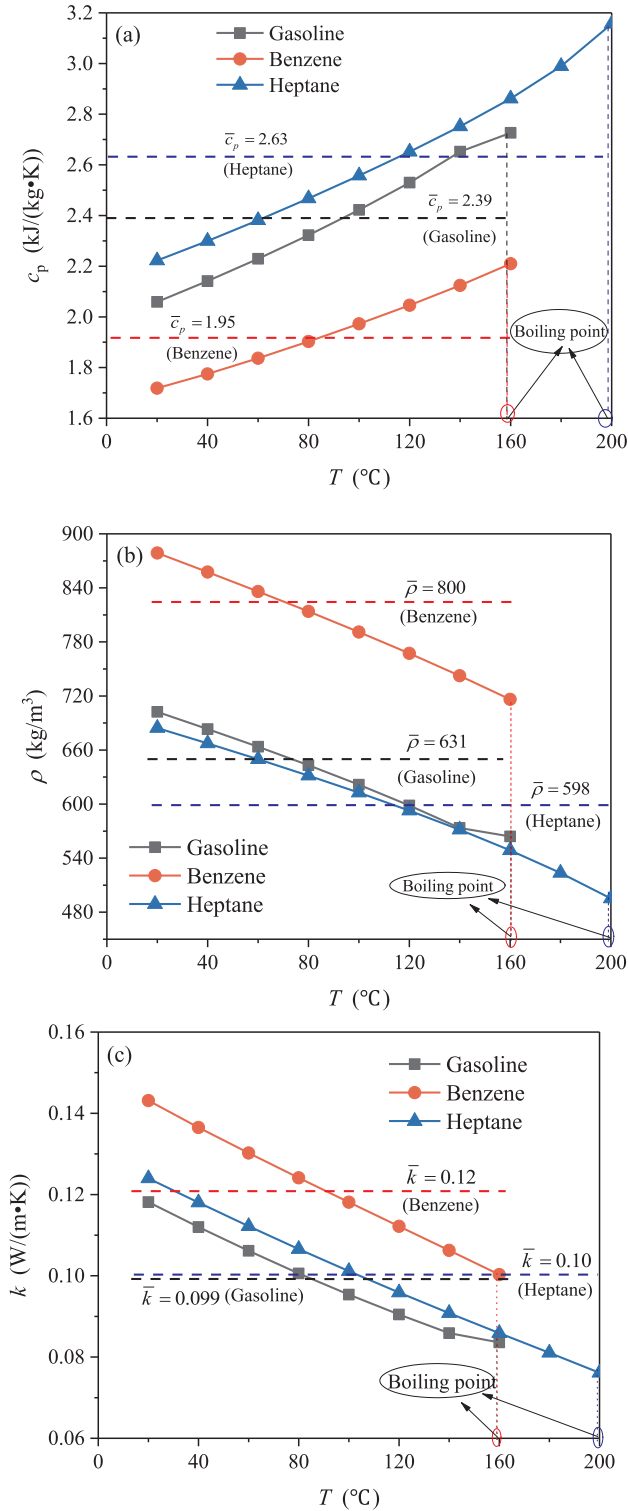 (a)
Gasoline
Benzene
Heptane
3.2
3.0
2.8
2.6
2.4
2.2
2.0
1.8
1.6
c̅p = 2.63
(Heptane)
c̅p = 2.39
(Gasoline)
c̅p = 1.95
(Benzene)
Boiling point
cp (kJ/(kg•K))
0 40 80 120 160 200
T (℃)
(b)
900
840
780
720
660
600
540
480
ρ̅ = 800
(Benzene)
ρ̅ = 631
(Gasoline)
ρ̅ = 598
(Heptane)
Gasoline
Benzene
Heptane
Boiling point
ρ (kg/m³)
0 40 80 120 160 200
T (℃)
(c)
Gasoline
Benzene
Heptane
0.16
0.14
0.12
0.10
0.08
0.06
k̅ = 0.12
(Benzene)
k̅ = 0.10
(Heptane)
k̅ = 0.099 (Gasoline)
Boiling point
k (W/(m•K))
0 40 80 120 160 200
T (℃)